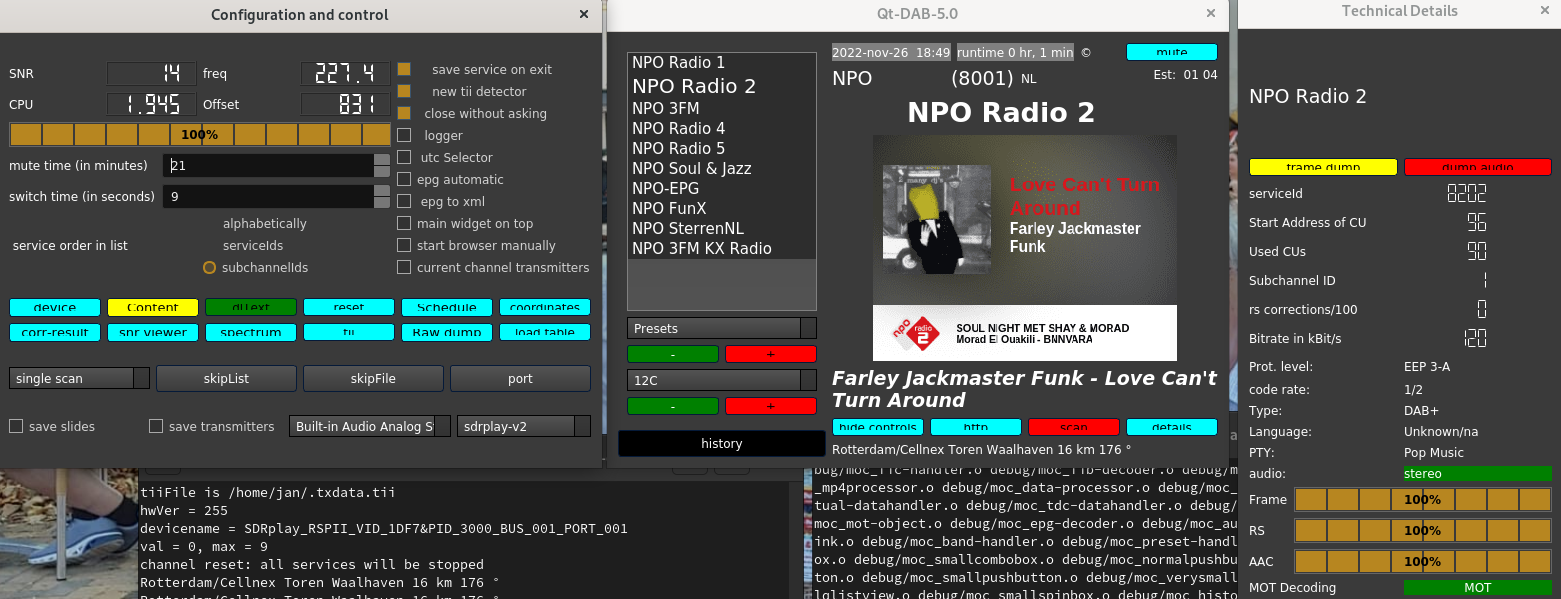 Configuration and control
×
SNR 14 freq 227.4
CPU 1.945 Offset 831
100%
mute time (in minutes) 21
switch time (in seconds) 9
service order in list
alphabetically
serviceIds
subchannelIds
save service on exit
new tii detector
close without asking
logger
utc Selector
epg automatic
epg to xml
main widget on top
start browser manually
current channel transmitters
device Content dlText reset Schedule coordinates
corr-result snr viewer spectrum tii Raw dump load table
single scan skipList skipFile port
save slides save transmitters Built-in Audio Analog S sdrplay-v2
Qt-DAB-5.0
×
NPO Radio 1
NPO Radio 2
NPO 3FM
NPO Radio 4
NPO Radio 5
NPO Soul & Jazz
NPO-EPG
NPO FunX
NPO SterrenNL
NPO 3FM KX Radio
Presets
- +
12C
- +
history
2022-nov-26 18:49 runtime 0 hr, 1 min © mute
NPO (8001) NL Est: 01 04
NPO Radio 2
Love Can't Turn
Around
Farley Jackmaster
Funk
npo radio 2
SOUL NIGHT MET SHAY & MORAD
Morad El Ouakili - BNNVARA
Farley Jackmaster Funk - Love Can't
Turn Around
hide controls http scan details
Rotterdam/Cellnex Toren Waalhaven 16 km 176 °
Technical Details
×
NPO Radio 2
frame dump dump audio
serviceId 8202
Start Address of CU 36
Used CUs 90
Subchannel ID 1
rs corrections/100 0
Bitrate in kBit/s 120
Prot. level: EEP 3-A
code rate: 1/2
Type: DAB+
Language: Unknown/na
PTY: Pop Music
audio: stereo
Frame 100%
RS 100%
AAC 100%
MOT Decoding MOT
tiiFile is /home/jan/.txdata.tii
hwVer = 255
devicename = SDRplay_RSPII_VID_1DF7&PID_3000_BUS_001_PORT_001
val = 0, max = 9
channel reset: all services will be stopped
Rotterdam/Cellnex Toren Waalhaven 16 km 176 °
Rotterdam/Cellnex Toren Waalhaven 16 km 176 °
bug/moc_fic-handler.o debug/moc_fib-decoder.o debug/m
_mp4processor.o debug/moc_data-processor.o debug/moc_
tual-datahandler.o debug/moc_tdc-datahandler.o debug/
moc_mot-object.o debug/moc_epg-decoder.o debug/moc_au
ink.o debug/moc_band-handler.o debug/moc_preset-handl
ox.o debug/moc_smallcombobox.o debug/moc_normalpushbu
ton.o debug/moc_smallpushbutton.o debug/moc_verysmall
lqlistview.o debug/moc_smallspinbox.o debug/moc_histo